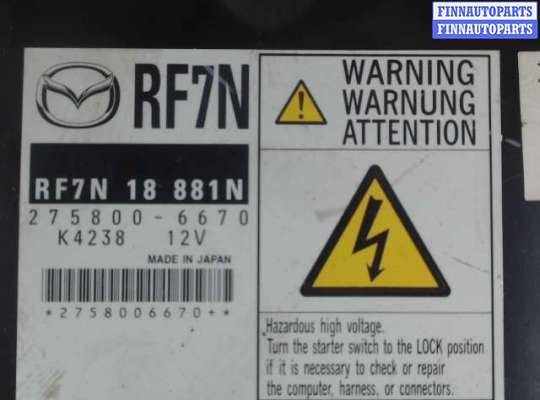 FINNAUTOPARTS
FINNAUTOPARTS
RF7N
RF7N 18 881N
275800-6670
K4238 12V
MADE IN JAPAN
*2758006670+*
WARNING
WARNUNG
ATTENTION
Hazardous high voltage.
Turn the starter switch to the LOCK position
if it is necessary to check or repair
the computer, harness, or connectors.